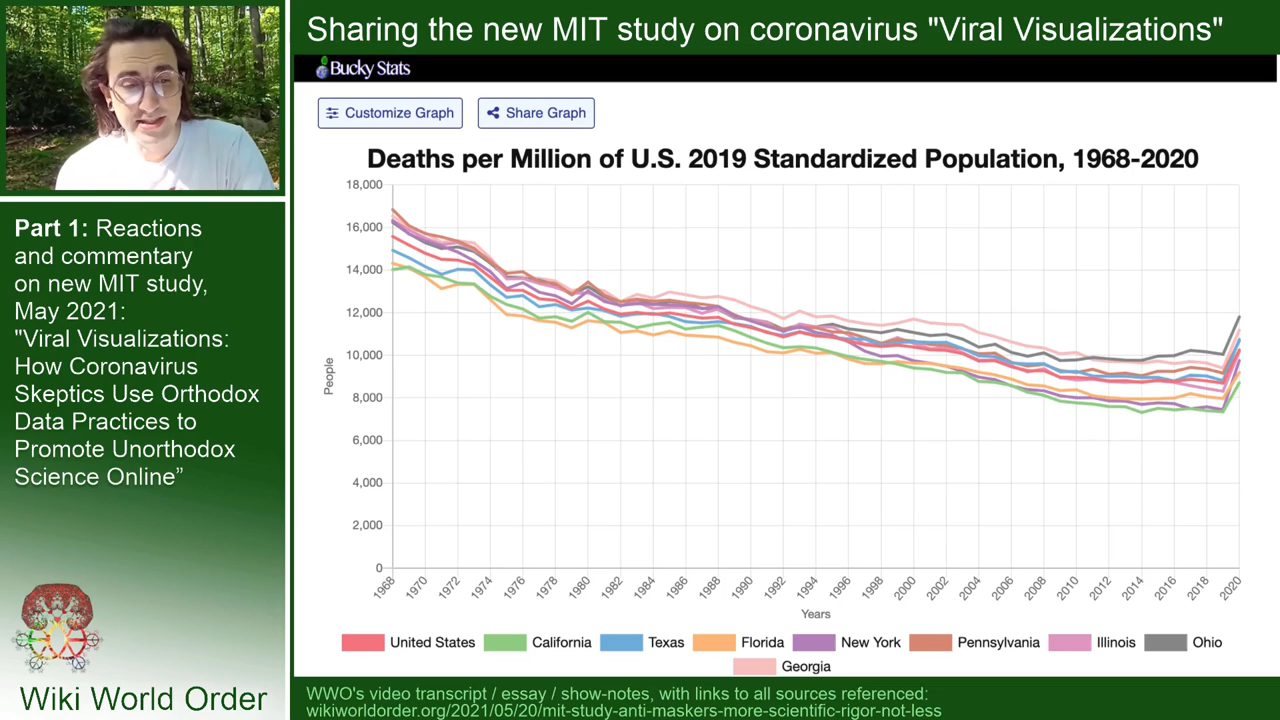 Sharing the new MIT study on coronavirus "Viral Visualizations"
Bucky Stats
Customize Graph
Share Graph
Part 1: Reactions
and commentary
on new MIT study,
May 2021:
"Viral Visualizations:
How Coronavirus
Skeptics Use Orthodox
Data Practices to
Promote Unorthodox
Science Online”
Deaths per Million of U.S. 2019 Standardized Population, 1968-2020
People
18,000
16,000
14,000
12,000
10,000
8,000
6,000
4,000
2,000
0
1968 1970 1972 1974 1976 1978 1980 1982 1984 1986 1988 1990 1992 1994 1996 1998 2000 2002 2004 2006 2008 2010 2012 2014 2016 2018 2020
Years
United States California Texas Florida New York Pennsylvania Illinois Ohio
Georgia
Wiki World Order
WWO's video transcript / essay / show-notes, with links to all sources referenced:
wikiworldorder.org/2021/05/20/mit-study-anti-maskers-more-scientific-rigor-not-less